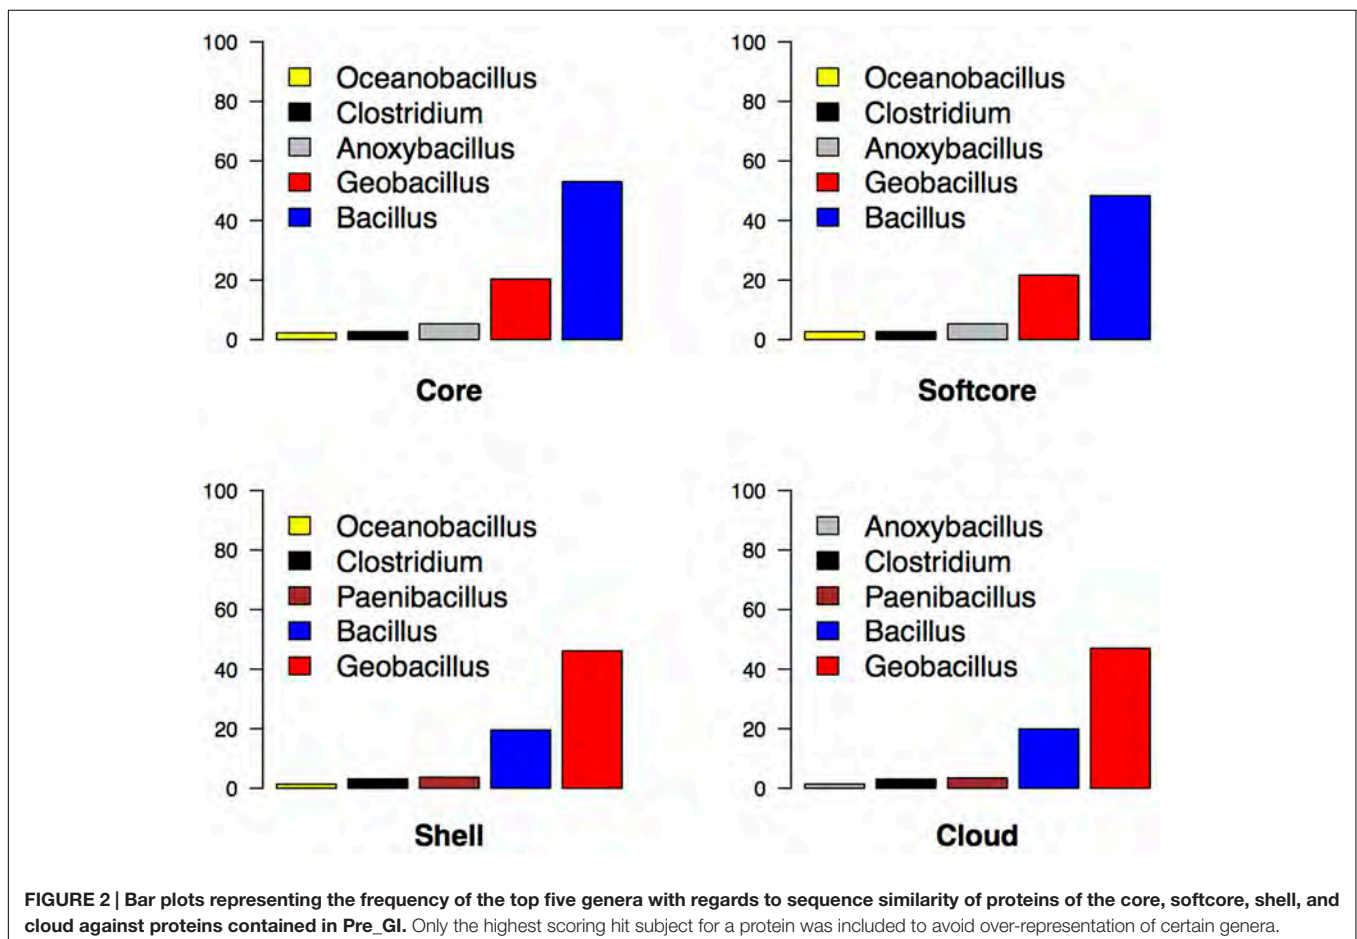 100
80
60
40
20
0
Oceanobacillus
Clostridium
Anoxybacillus
Geobacillus
Bacillus
Core
100
80
60
40
20
0
Oceanobacillus
Clostridium
Anoxybacillus
Geobacillus
Bacillus
Softcore
100
80
60
40
20
0
Oceanobacillus
Clostridium
Paenibacillus
Bacillus
Geobacillus
Shell
100
80
60
40
20
0
Anoxybacillus
Clostridium
Paenibacillus
Bacillus
Geobacillus
Cloud
FIGURE 2 | Bar plots representing the frequency of the top five genera with regards to sequence similarity of proteins of the core, softcore, shell, and
cloud against proteins contained in Pre_GI. Only the highest scoring hit subject for a protein was included to avoid over-representation of certain genera.